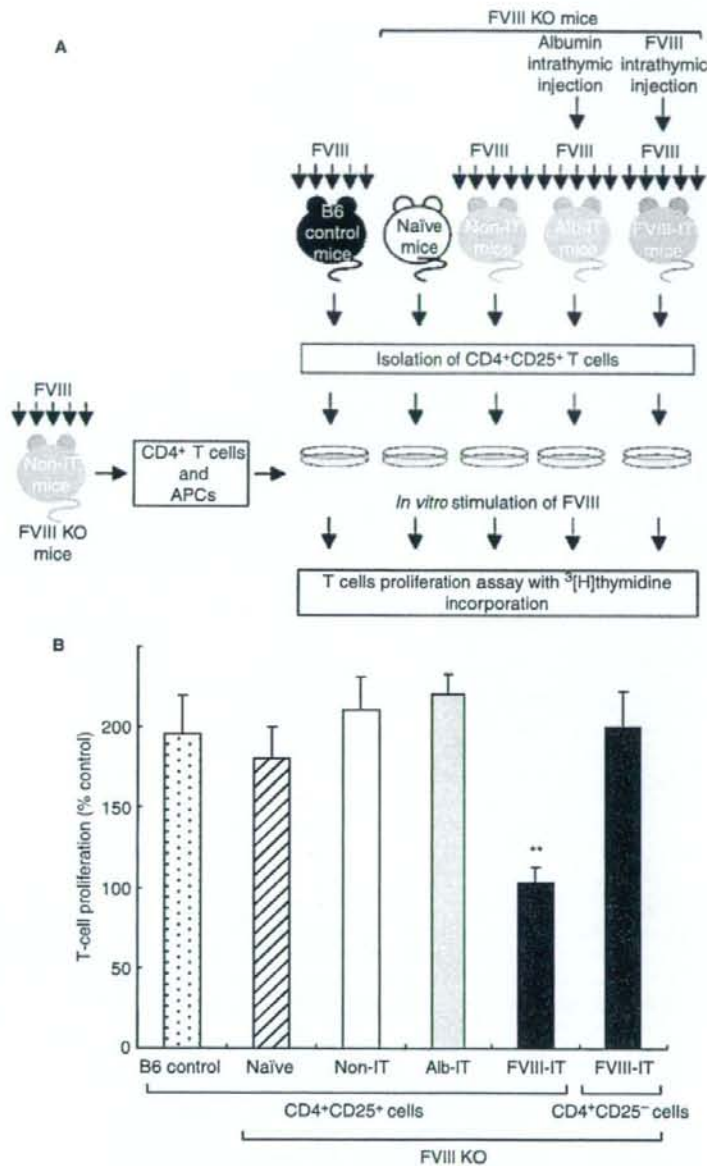 A
FVIII KO mice
Albumin
intrathymic
injection
FVIII
intrathymic
injection
FVIII
FVIII
FVIII
FVIII
B6
control
mice
Naïve
mice
Non-IT
mice
Alb-IT
mice
FVIII-IT
mice
Isolation of CD4⁺CD25⁺ T cells
FVIII
Non-IT
mice
FVIII KO
mice
CD4⁺ T cells
and
APCs
In vitro stimulation of FVIII
T cells proliferation assay with ³[H]thymidine
incorporation
B
T-cell proliferation (% control)
200
150
100
50
0
**
B6 control
Naïve
Non-IT
Alb-IT
FVIII-IT
FVIII-IT
CD4⁺CD25⁺ cells
CD4⁺CD25⁻ cells
FVIII KO